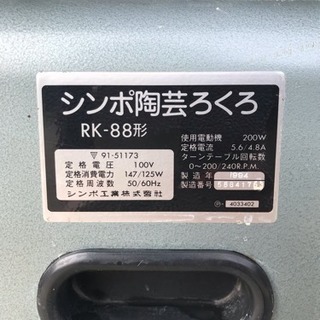 シンポ陶芸ろくろ
RK-88形
使用電動機 200W
定格電流 5.6/4.8A
ターンテーブル回転数
0~200/240R.P.M.
製造年 1994
製造番号
▽ 91-51173
定格電圧 100V
定格消費電力 147/125W
定格周波数 50/60Hz
シンポ工業株式会社
4033402